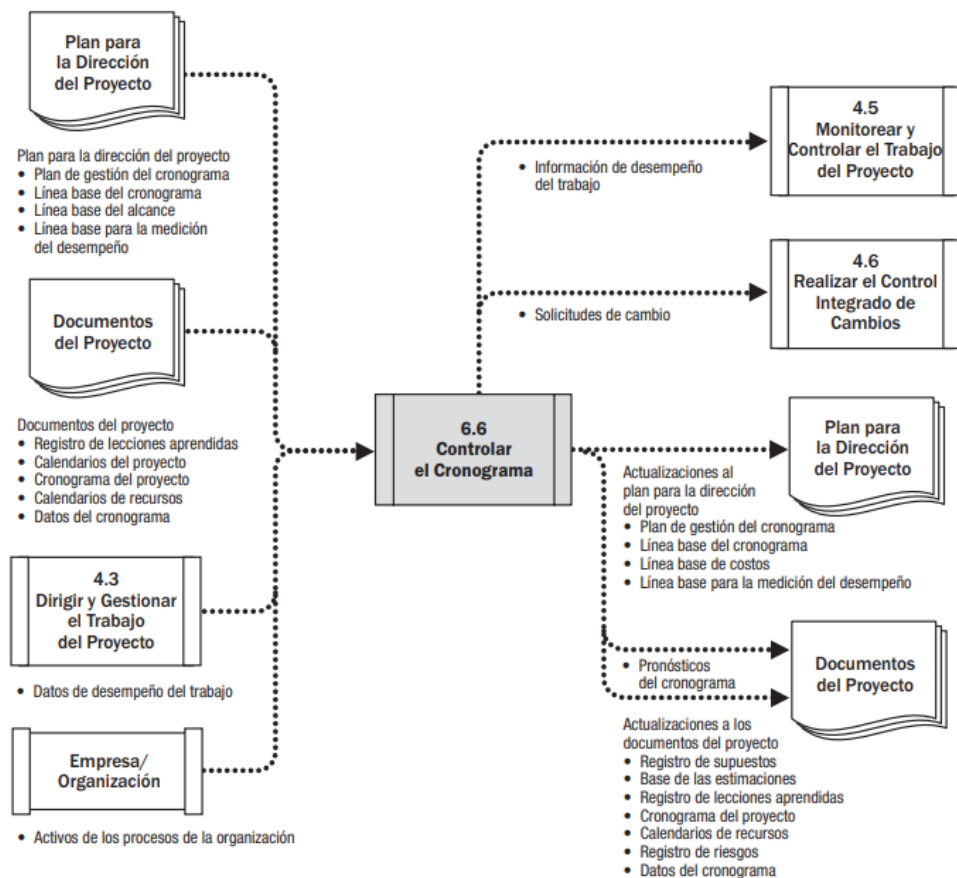 Plan para
la Dirección
del Proyecto
Plan para la dirección del proyecto
• Plan de gestión del cronograma
• Línea base del cronograma
• Línea base del alcance
• Línea base para la medición
del desempeño
Documentos
del Proyecto
Documentos del proyecto
• Registro de lecciones aprendidas
• Calendarios del proyecto
• Cronograma del proyecto
• Calendarios de recursos
• Datos del cronograma
4.3
Dirigir y Gestionar
el Trabajo
del Proyecto
• Datos de desempeño del trabajo
Empresa/
Organización
• Activos de los procesos de la organización
6.6
Controlar
el Cronograma
• Información de desempeño
del trabajo
4.5
Monitorear y
Controlar el Trabajo
del Proyecto
• Solicitudes de cambio
4.6
Realizar el Control
Integrado de
Cambios
Plan para
la Dirección
del Proyecto
Actualizaciones al
plan para la dirección
del proyecto
• Plan de gestión del cronograma
• Línea base del cronograma
• Línea base de costos
• Línea base para la medición del desempeño
• Pronósticos
del cronograma
Documentos
del Proyecto
Actualizaciones a los
documentos del proyecto
• Registro de supuestos
• Base de las estimaciones
• Registro de lecciones aprendidas
• Cronograma del proyecto
• Calendarios de recursos
• Registro de riesgos
• Datos del cronograma